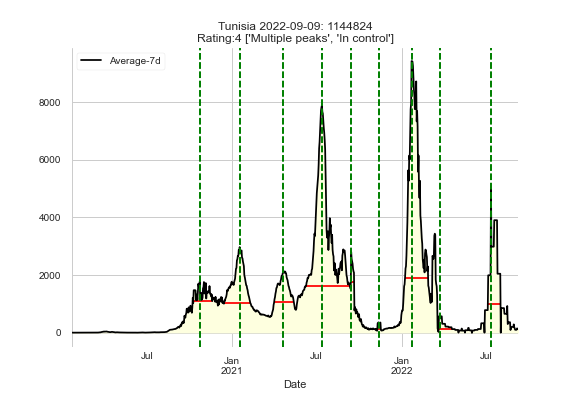 Tunisia 2022-09-09: 1144824
Rating:4 ['Multiple peaks', 'In control']
Average-7d
8000
6000
4000
2000
0
Jul
Jan
2021
Jul
Jan
2022
Jul
Date